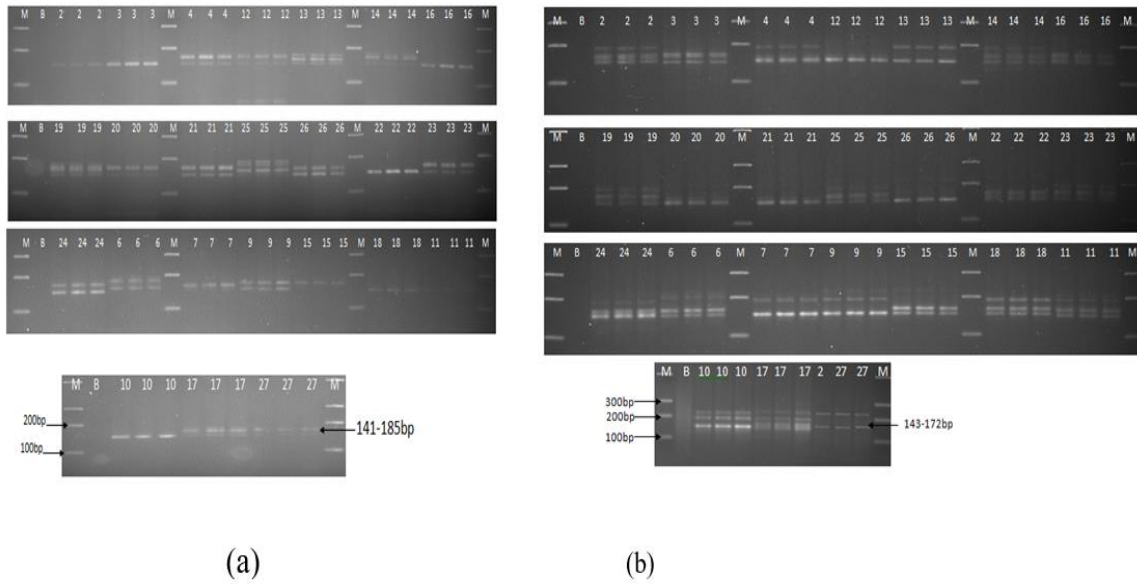 M B 2 2 2 3 3 3 M 4 4 4 12 12 12 13 13 13 M 14 14 14 16 16 16 M
M B 19 19 19 20 20 20 M 21 21 21 25 25 25 26 26 26 M 22 22 22 23 23 23 M
M B 24 24 24 6 6 6 M 7 7 7 9 9 9 15 15 15 M 18 18 18 11 11 11 M
M B 10 10 10 17 17 17 27 27 27 M
200bp
141-185bp
100bp
(a)
M B 2 2 2 3 3 3 M 4 4 4 12 12 12 13 13 13 M 14 14 14 16 16 16 M
M B 19 19 19 20 20 20 M 21 21 21 25 25 25 26 26 26 M 22 22 22 23 23 23 M
M B 24 24 24 6 6 6 M 7 7 7 9 9 9 15 15 15 M 18 18 18 11 11 11 M
M B 10 10 10 17 17 17 2 27 27 M
300bp
200bp
143-172bp
100bp
(b)